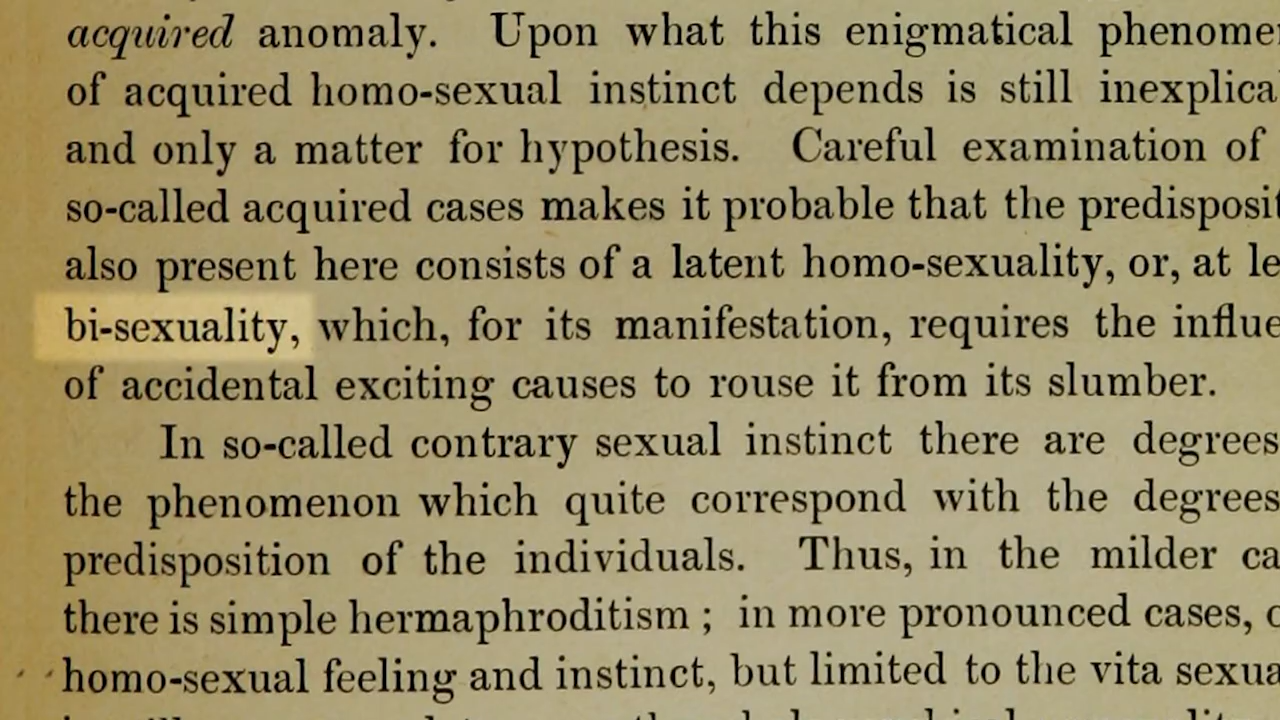 acquired anomaly. Upon what this enigmatical phenome
of acquired homo-sexual instinct depends is still inexplica
and only a matter for hypothesis. Careful examination of
so-called acquired cases makes it probable that the predisposit
also present here consists of a latent homo-sexuality, or, at le
bi-sexuality, which, for its manifestation, requires the influe
of accidental exciting causes to rouse it from its slumber.
In so-called contrary sexual instinct there are degrees
the phenomenon which quite correspond with the degrees
predisposition of the individuals. Thus, in the milder ca
there is simple hermaphroditism ; in more pronounced cases,
homo-sexual feeling and instinct, but limited to the vita sexua